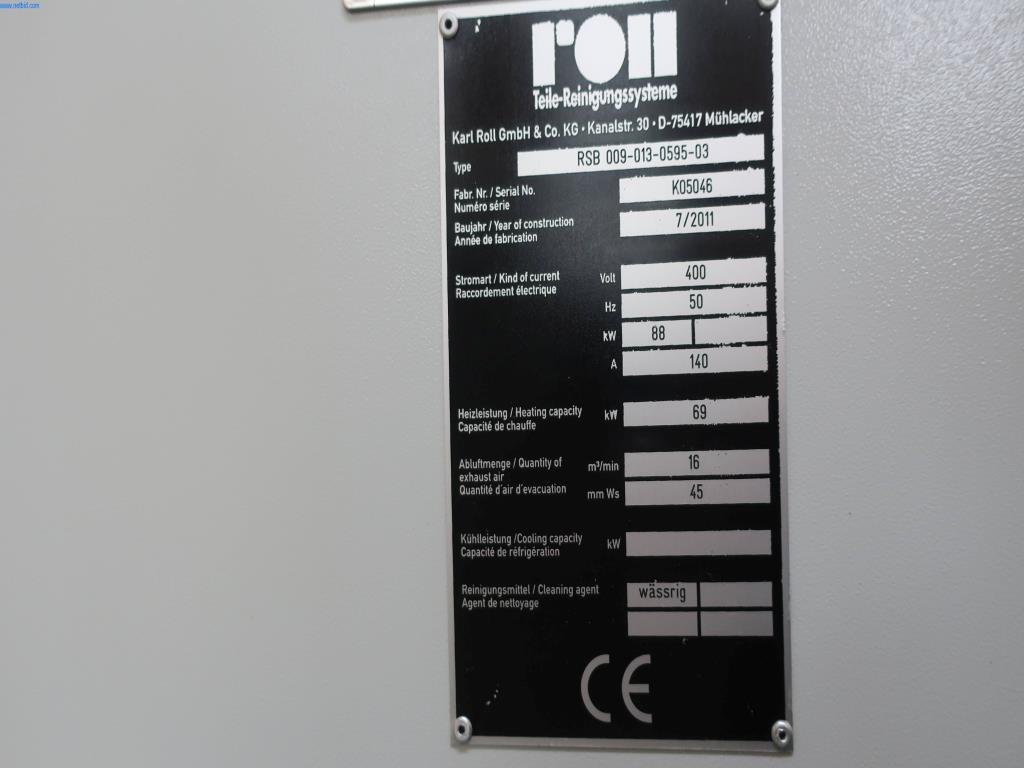 www.netbid.com
roll
Teile-Reinigungssysteme
Karl Roll GmbH & Co. KG · Kanalstr. 30 · D-75417 Mühlacker
Type RSB 009-013-0595-03
Fabr. Nr. / Serial No. K05046
Numéro série
Baujahr / Year of construction 7/2011
Année de fabrication
Stromart / Kind of current Volt 400
Raccordement électrique
Hz 50
kW 88
A 140
Heizleistung / Heating capacity kW 69
Capacité de chauffe
Abluftmenge / Quantity of m³/min 16
exhaust air
Quantité d'air d'evacuation mm Ws 45
Kühlleistung /Cooling capacity kW
Capacité de réfrigération
Reinigungsmittel / Cleaning agent wässrig
Agent de nettoyage
CE